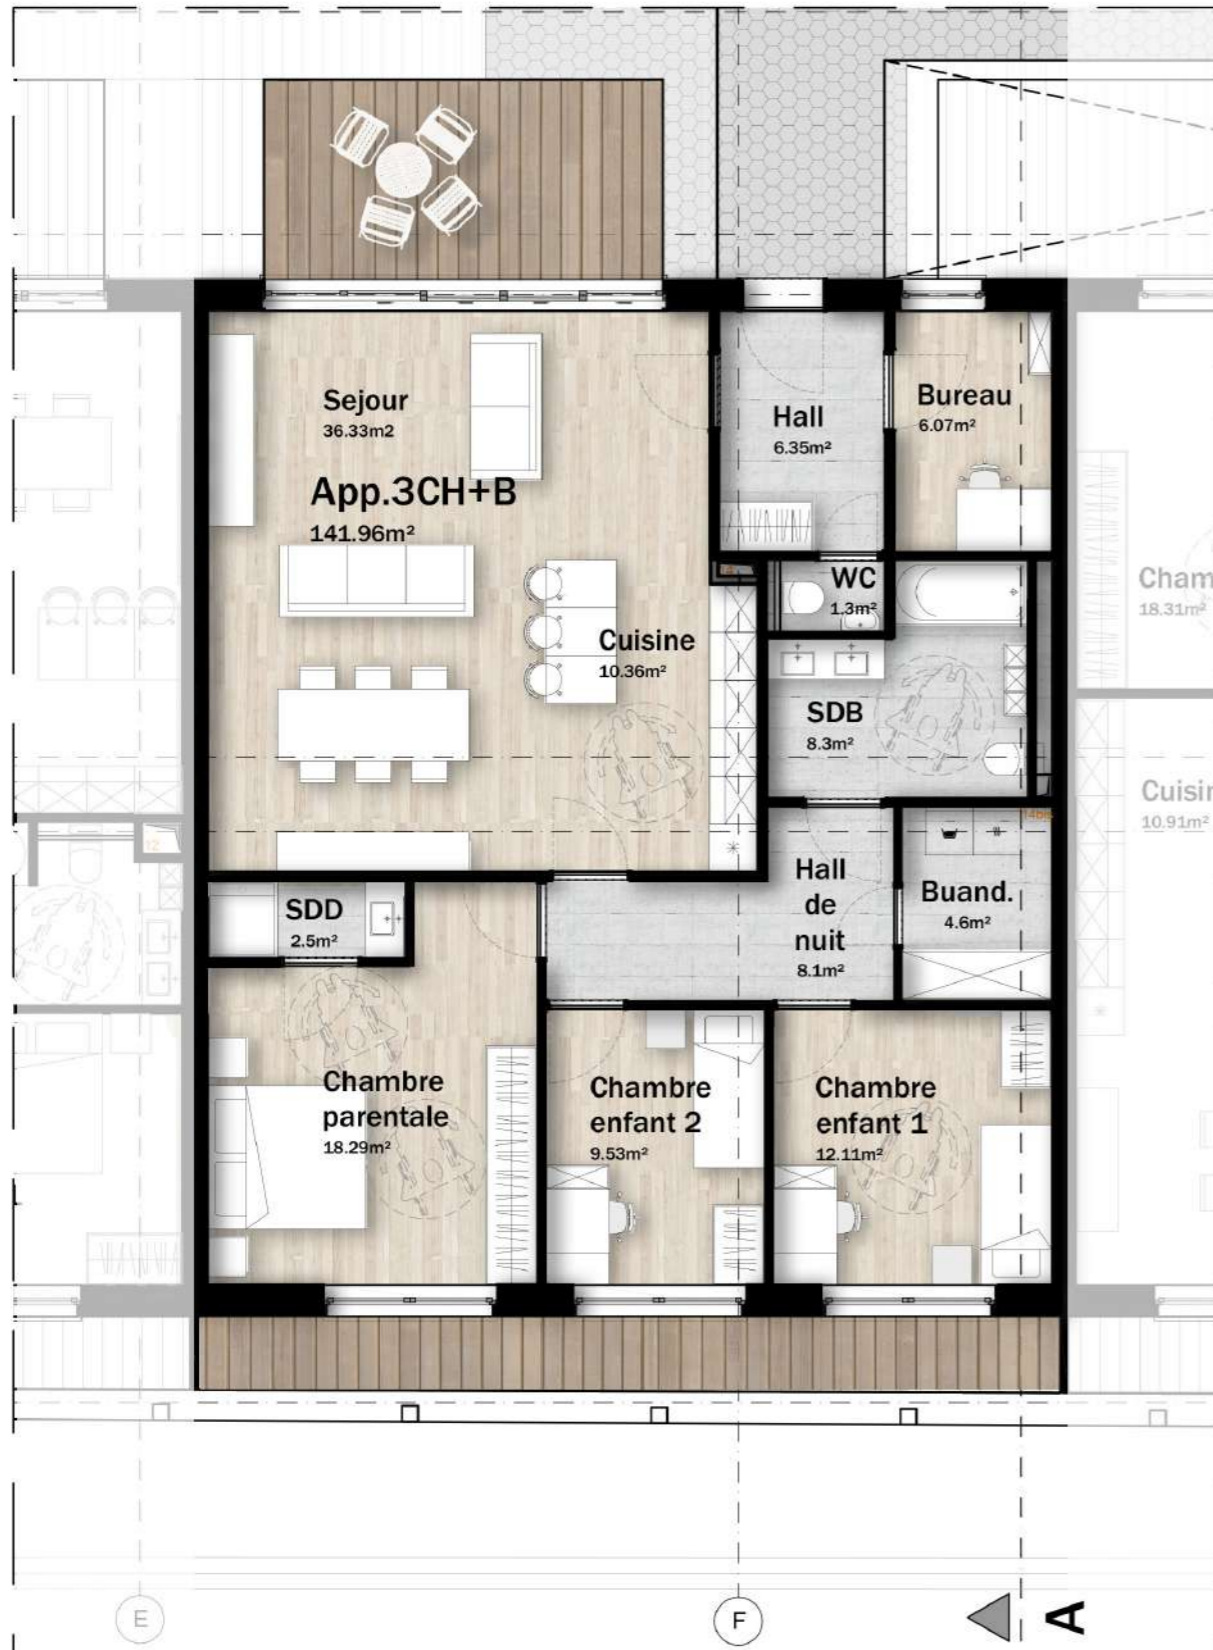 Sejour
36.33m2
App.3CH+B
141.96m²
Hall
6.35m²
Bureau
6.07m²
WC
1.3m²
Cuisine
10.36m²
SDB
8.3m²
Cham
18.31m²
Cuisin
10.91m²
12
SDD
2.5m²
Hall
de
nuit
8.1m²
Buand.
4.6m²
Chambre
parentale
18.29m²
Chambre
enfant 2
9.53m²
Chambre
enfant 1
12.11m²
E
F
A